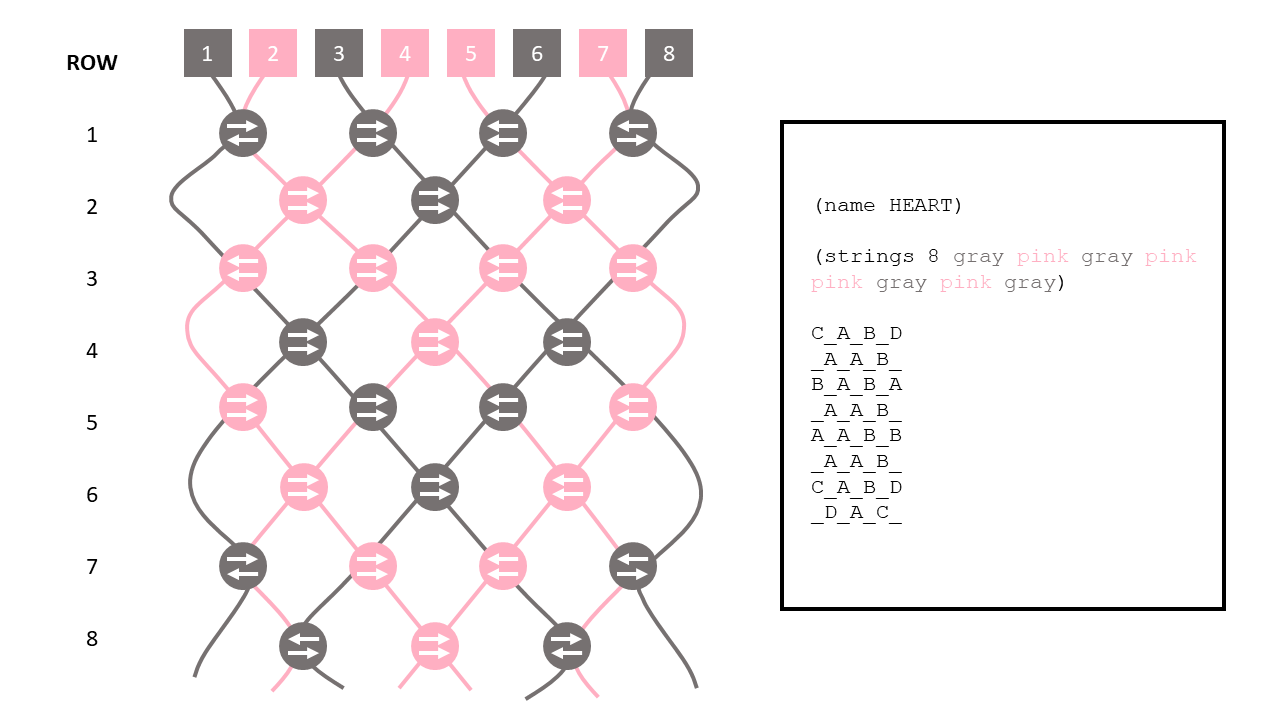 ROW 1 2 3 4 5 6 7 8
1
2
3
4
5
6
7
8
(name HEART)
(strings 8 gray pink gray pink
pink gray pink gray)
C_A_B_D
_A_A_B_
B_A_B_A
_A_A_B_
A_A_B_B
_A_A_B_
C_A_B_D
_D_A_C_